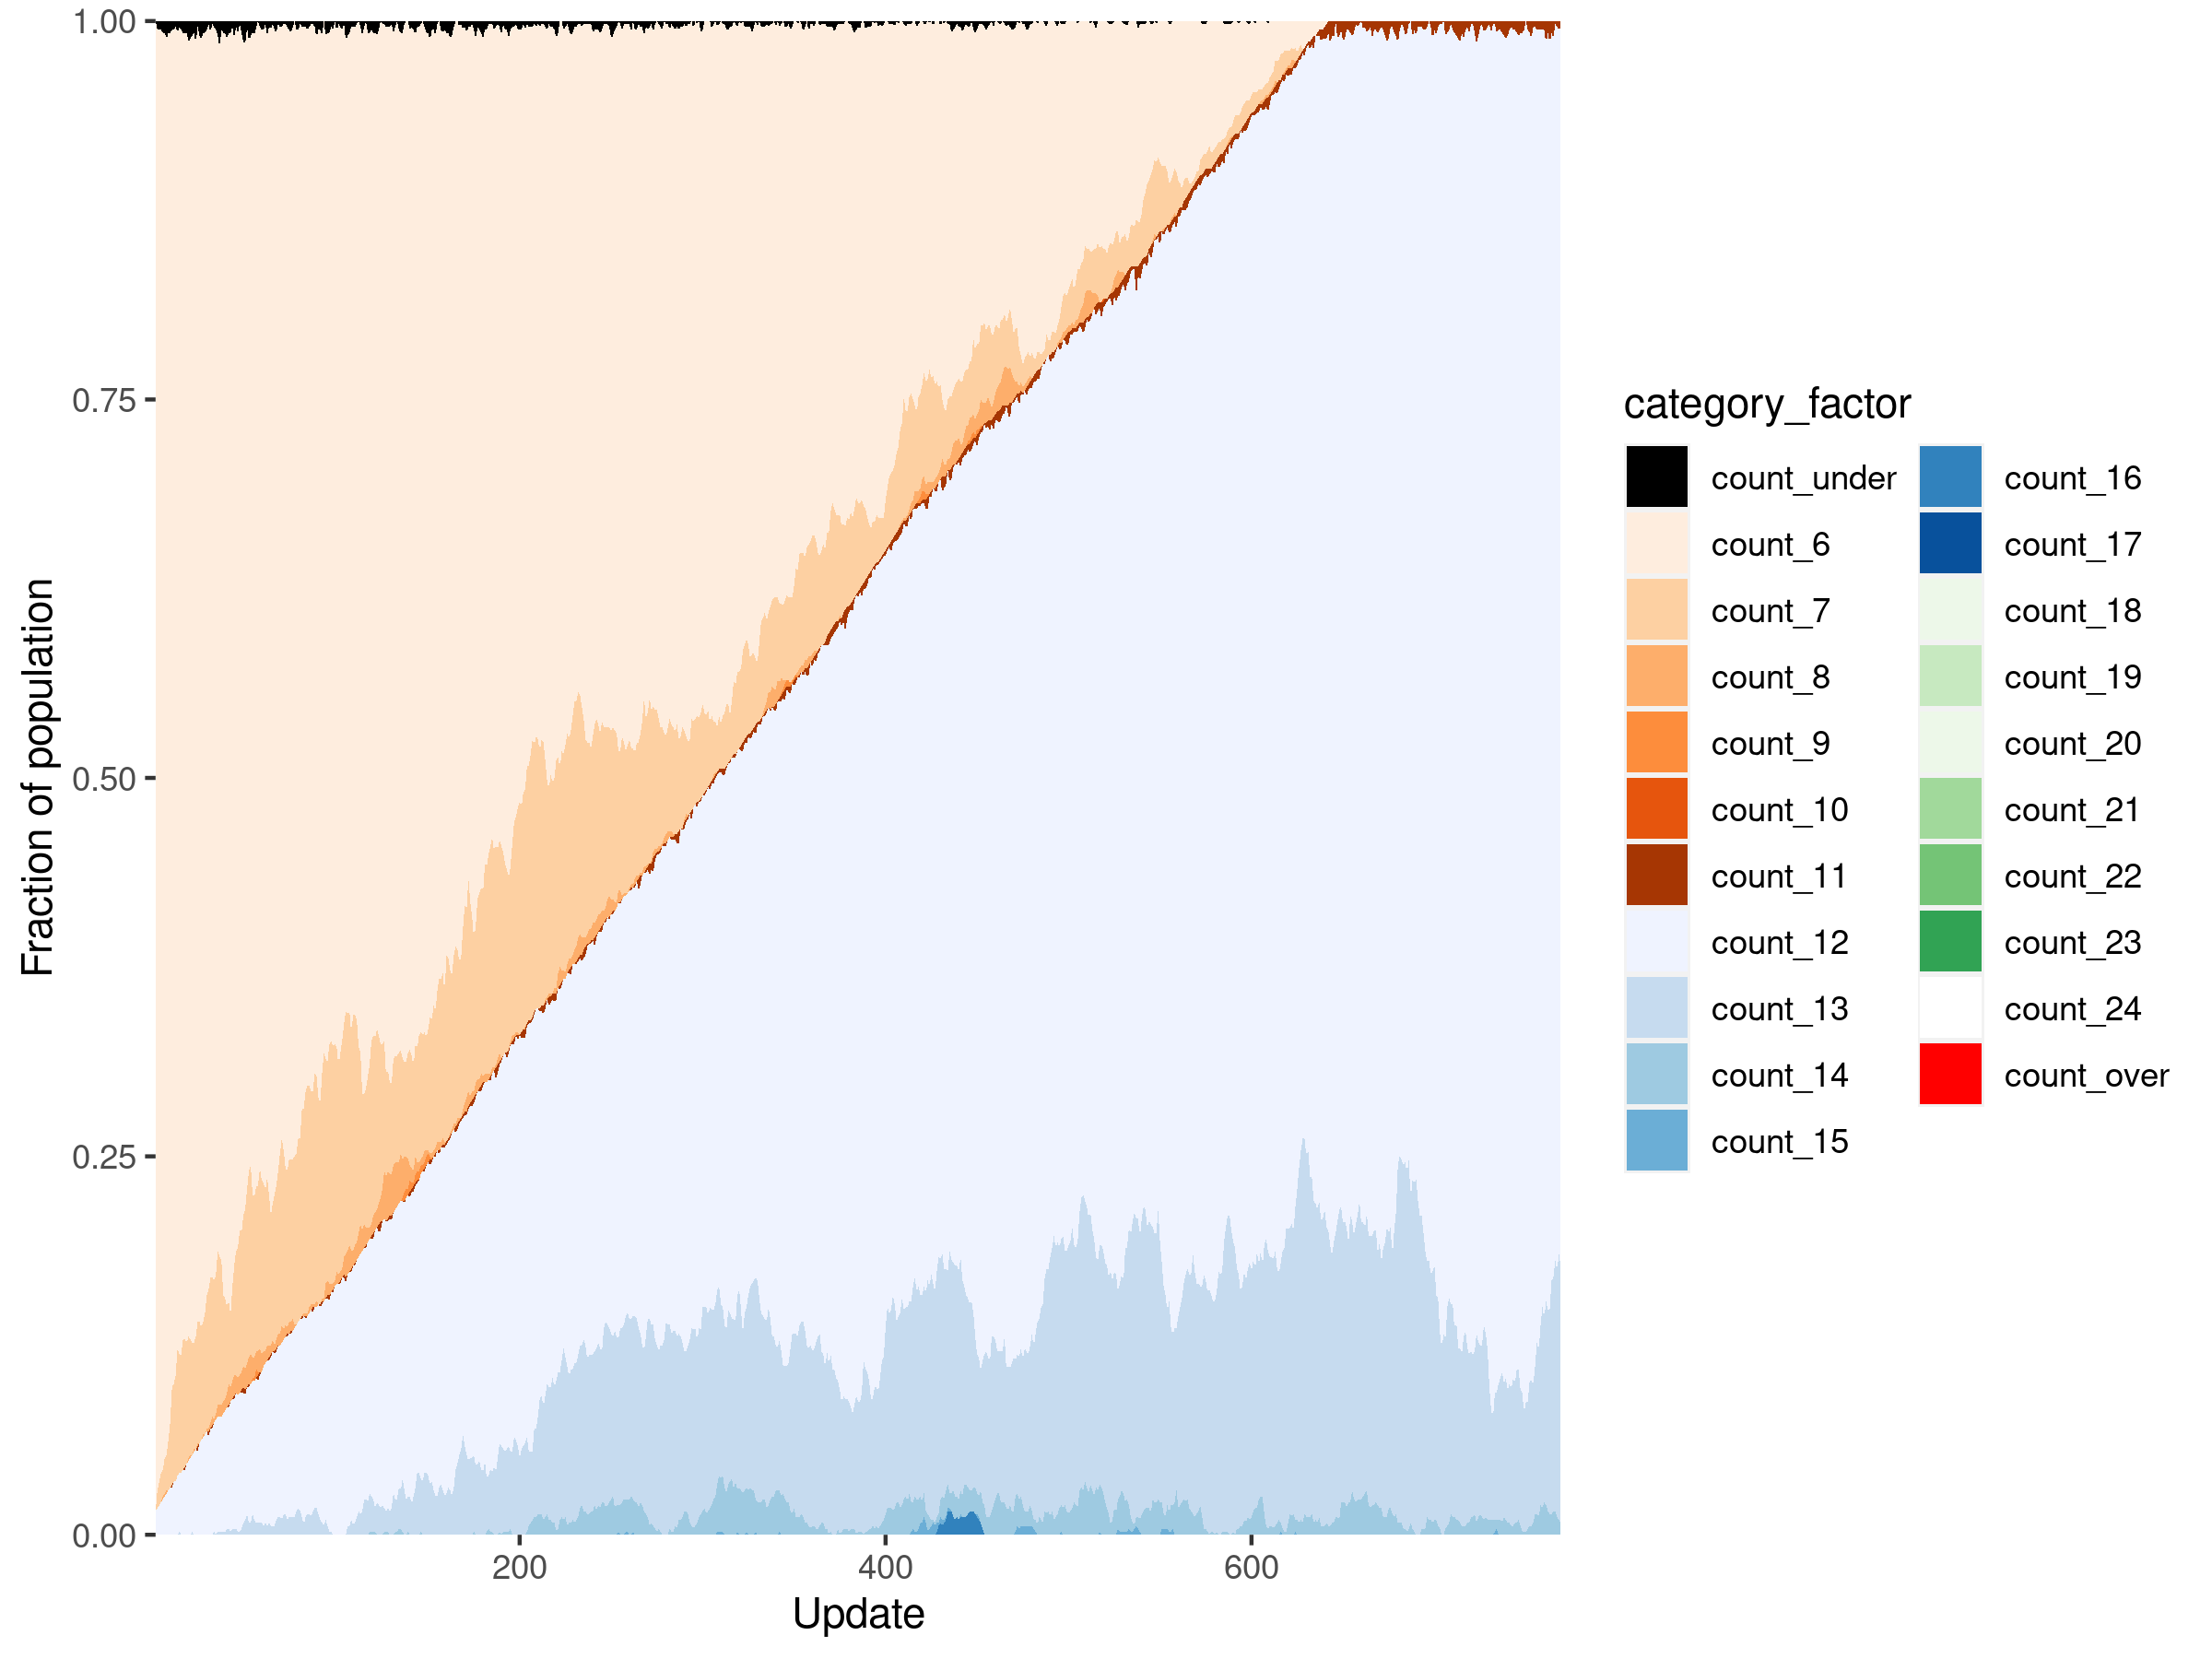 1.00
0.75
0.50
0.25
0.00
Fraction of population
200
400
600
Update
category_factor
count_under
count_6
count_7
count_8
count_9
count_10
count_11
count_12
count_13
count_14
count_15
count_16
count_17
count_18
count_19
count_20
count_21
count_22
count_23
count_24
count_over